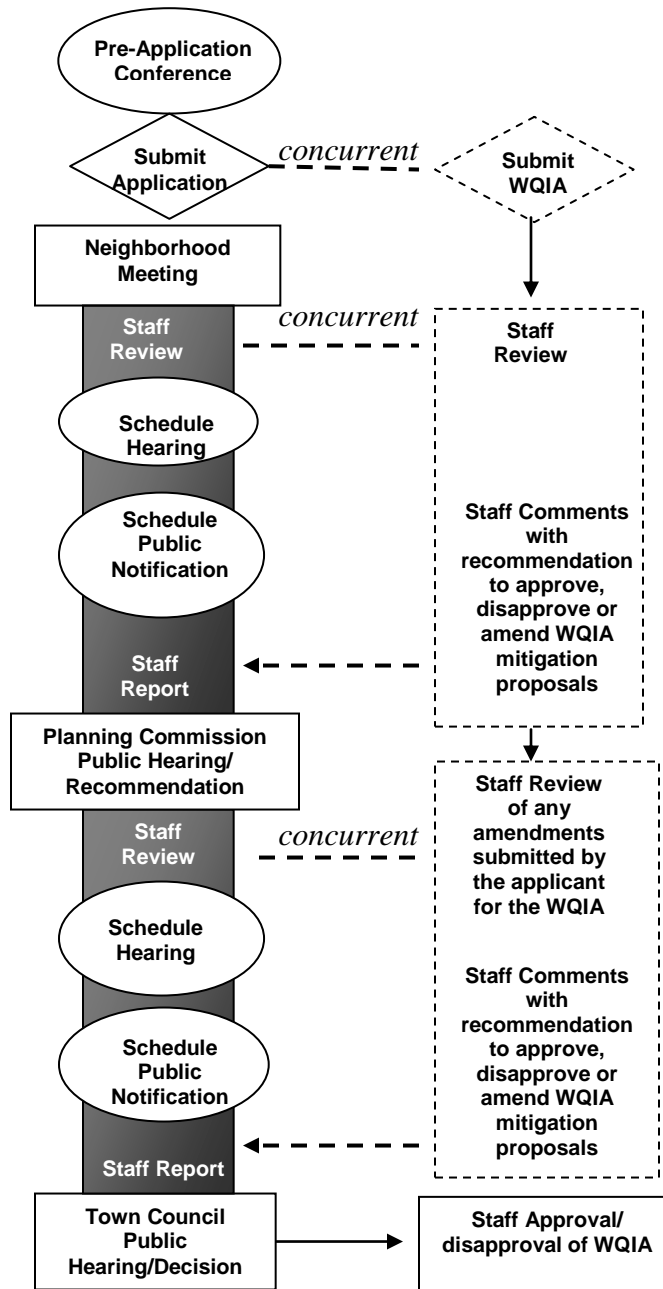 Pre-Application
Conference
Submit
Application
concurrent
Submit
WQIA
Neighborhood
Meeting
Staff
Review
concurrent
Staff
Review
Schedule
Hearing
Schedule
Public
Notification
Staff Comments
with
recommendation
to approve,
disapprove or
amend WQIA
mitigation
proposals
Staff
Report
Planning Commission
Public Hearing/
Recommendation
Staff
Review
concurrent
Staff Review
of any
amendments
submitted by
the applicant
for the WQIA
Schedule
Hearing
Schedule
Public
Notification
Staff Comments
with
recommendation
to approve,
disapprove or
amend WQIA
mitigation
proposals
Staff Report
Town Council
Public
Hearing/Decision
Staff Approval/
disapproval of WQIA